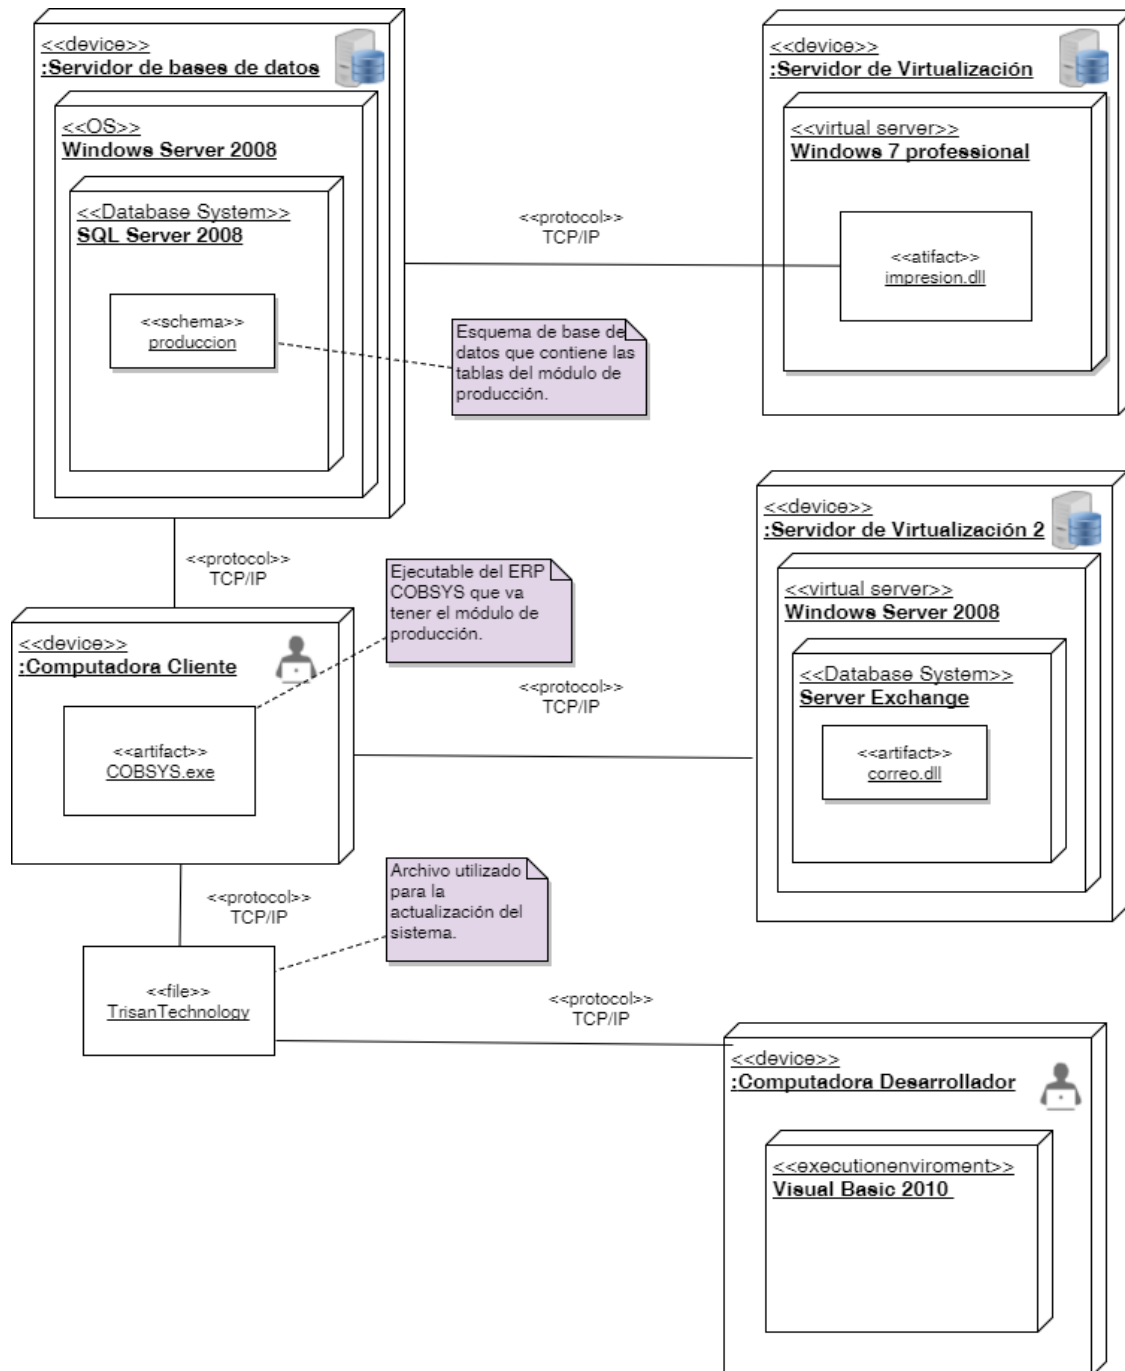 <<device>>
:Servidor de bases de datos
<<OS>>
Windows Server 2008
<<Database System>>
SQL Server 2008
<<schema>>
produccion
<<protocol>>
TCP/IP
<<device>>
:Servidor de Virtualización
<<virtual server>>
Windows 7 professional
<<atifact>>
impresion.dll
Esquema de base de
datos que contiene las
tablas del módulo de
producción.
<<protocol>>
TCP/IP
Ejecutable del ERP
COBSYS que va
tener el módulo de
producción.
<<device>>
:Servidor de Virtualización 2
<<virtual server>>
Windows Server 2008
<<Database System>>
Server Exchange
<<artifact>>
correo.dll
<<device>>
:Computadora Cliente
<<artifact>>
COBSYS.exe
<<protocol>>
TCP/IP
<<protocol>>
TCP/IP
Archivo utilizado
para la
actualización del
sistema.
<<file>>
TrisanTechnology
<<protocol>>
TCP/IP
<<device>>
:Computadora Desarrollador
<<executionenviroment>>
Visual Basic 2010